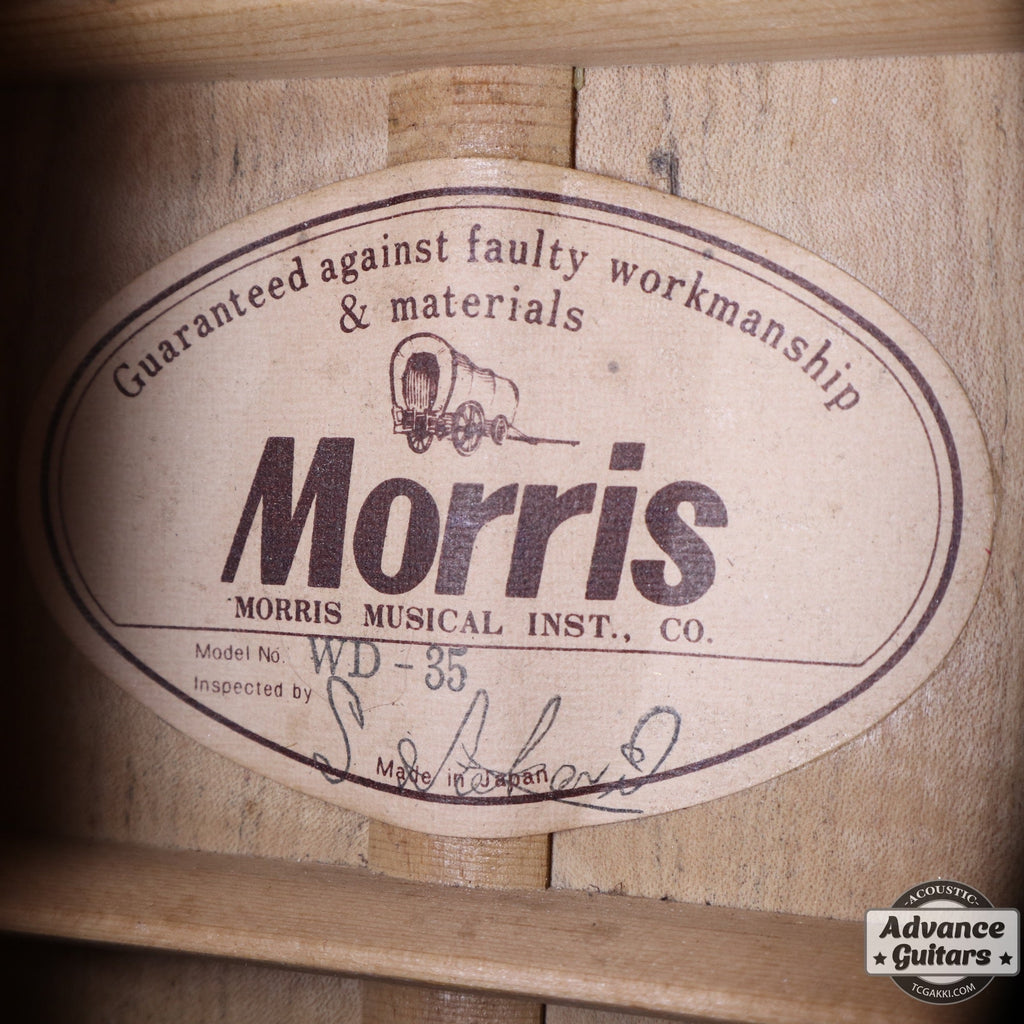 Guaranteed against faulty workmanship
& materials
Morris
MORRIS MUSICAL INST., CO.
Model No. WD-35
Inspected by
Made in Japan
ACOUSTIC
Advance
Guitars
TCGAKKI.COM